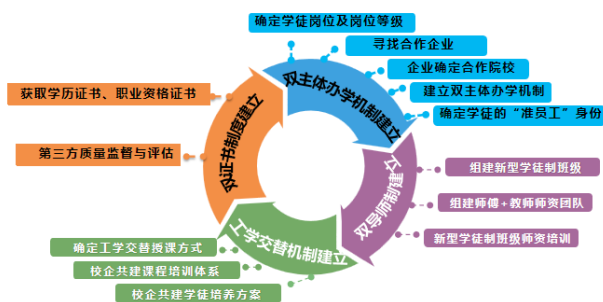 确定学徒岗位及岗位等级
寻找合作企业
企业确定合作院校
建立双主体办学机制
确定学徒的“准员工”身份
双主体办学机制建立
获取学历证书、职业资格证书
第三方质量监督与评估
双证书制度建立
双导师制建立
组建新型学徒制班级
组建师傅+教师师资团队
新型学徒制班级师资培训
工学交替机制建立
确定工学交替授课方式
校企共建课程培训体系
校企共建学徒培养方案